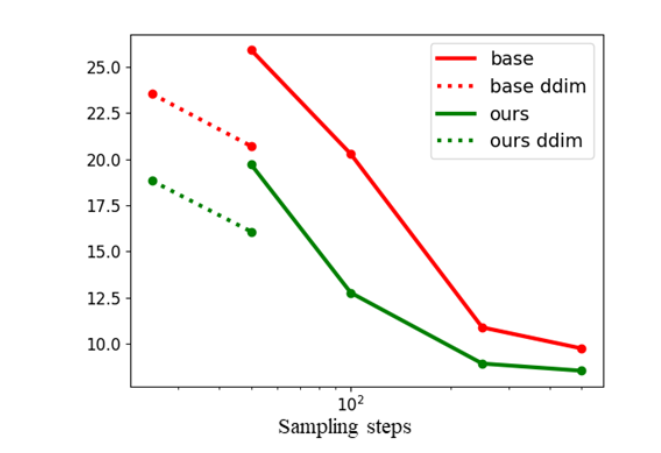 25.0
22.5
20.0
17.5
15.0
12.5
10.0
base
base ddim
ours
ours ddim
10²
Sampling steps